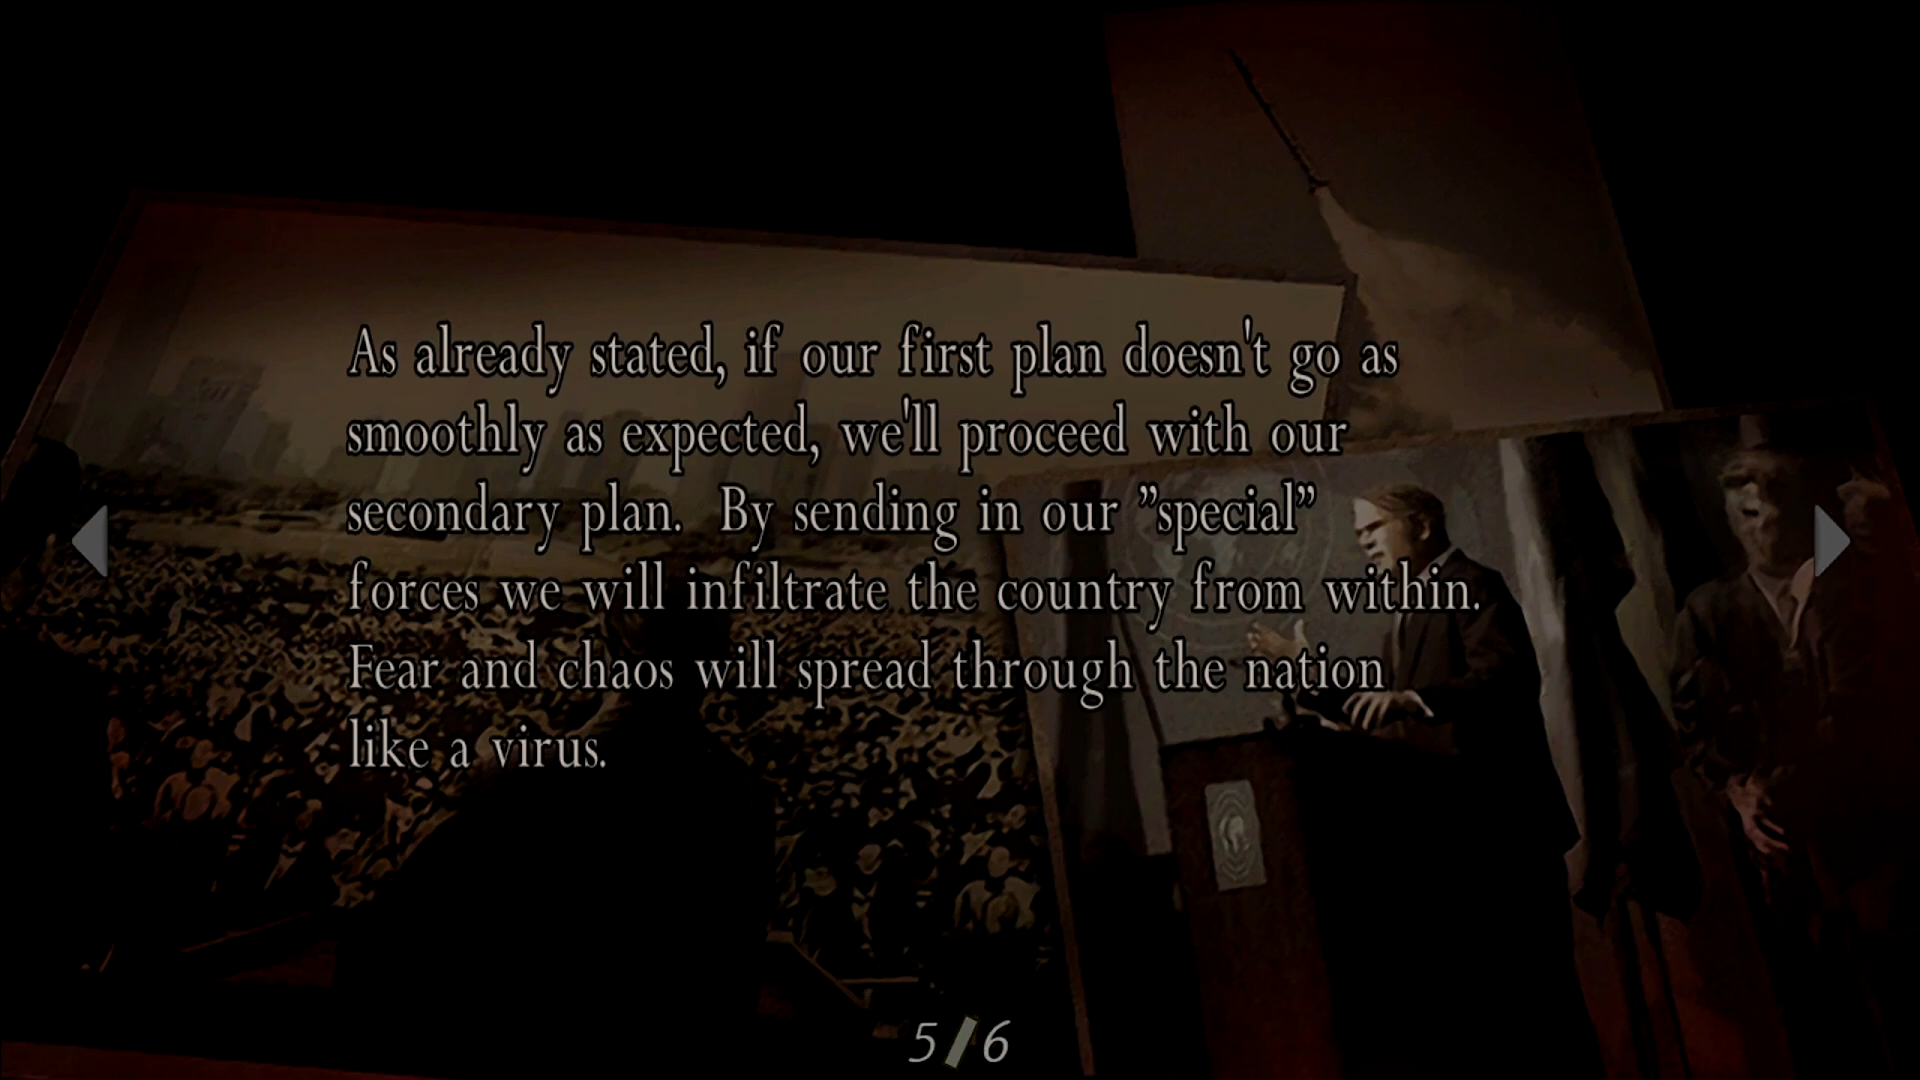 As already stated, if our first plan doesn't go as
smoothly as expected, we'll proceed with our
secondary plan.  By sending in our ”special”
forces we will infiltrate the country from within.
Fear and chaos will spread through the nation
like a virus.
5/6